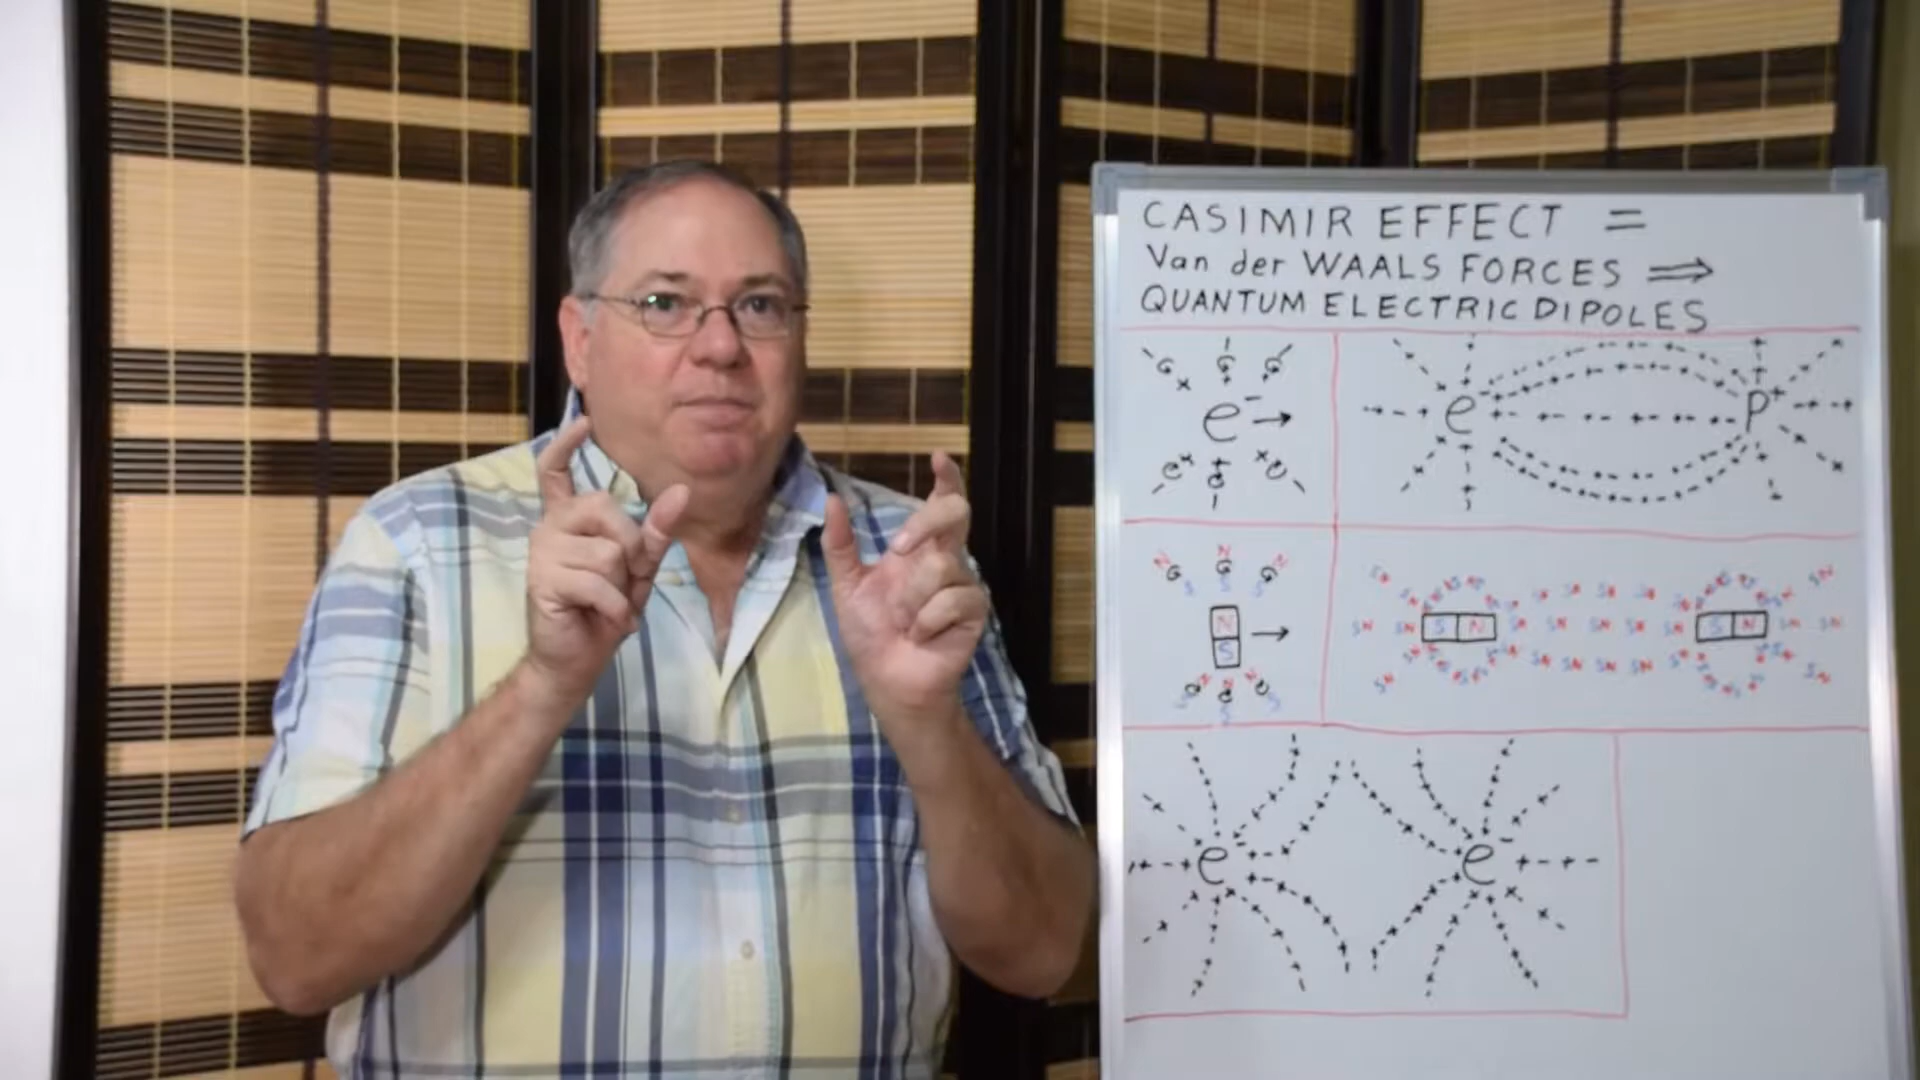 CASIMIR EFFECT =
Van der WAALS FORCES ⇒
QUANTUM ELECTRIC DIPOLES
e⁻ →
e P⁺
N
S →
S N S N
e⁻ e⁻